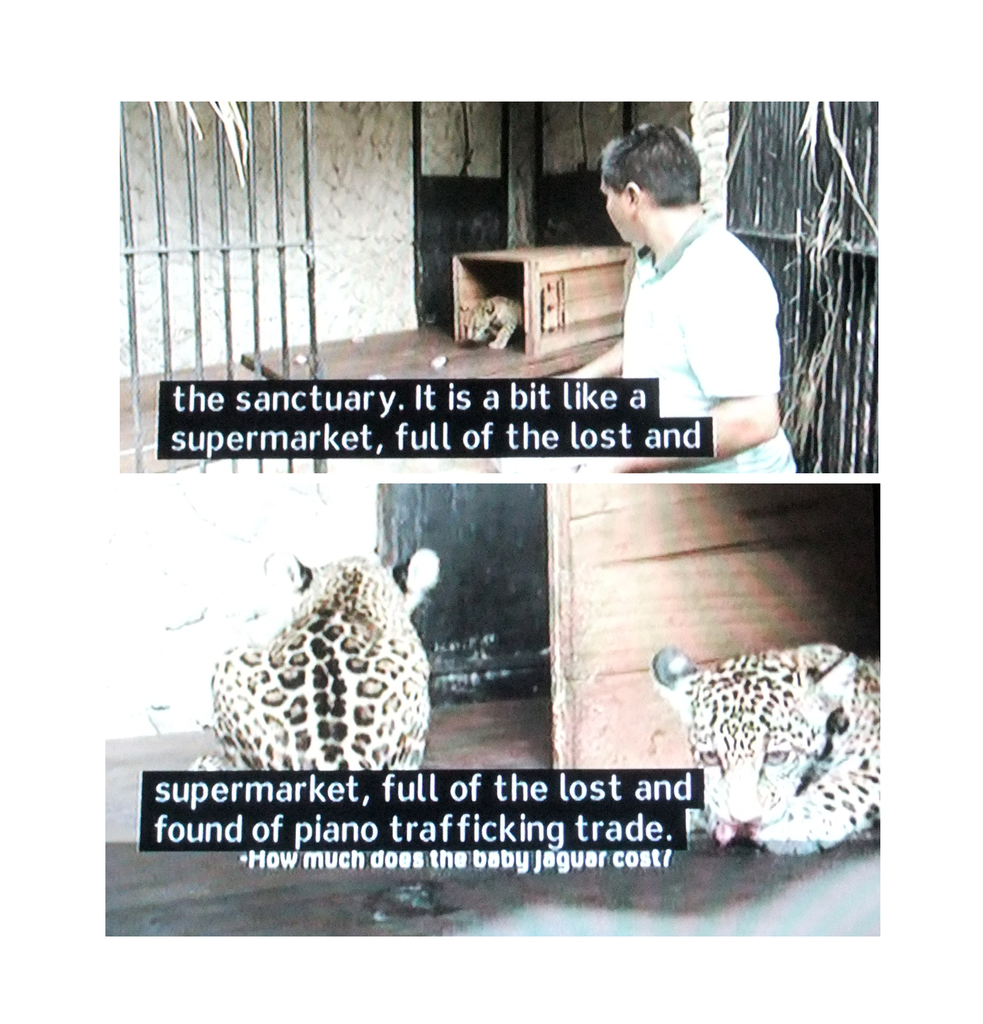 the sanctuary. It is a bit like a
supermarket, full of the lost and
supermarket, full of the lost and
found of piano trafficking trade.
-How much does the baby jaguar cost?